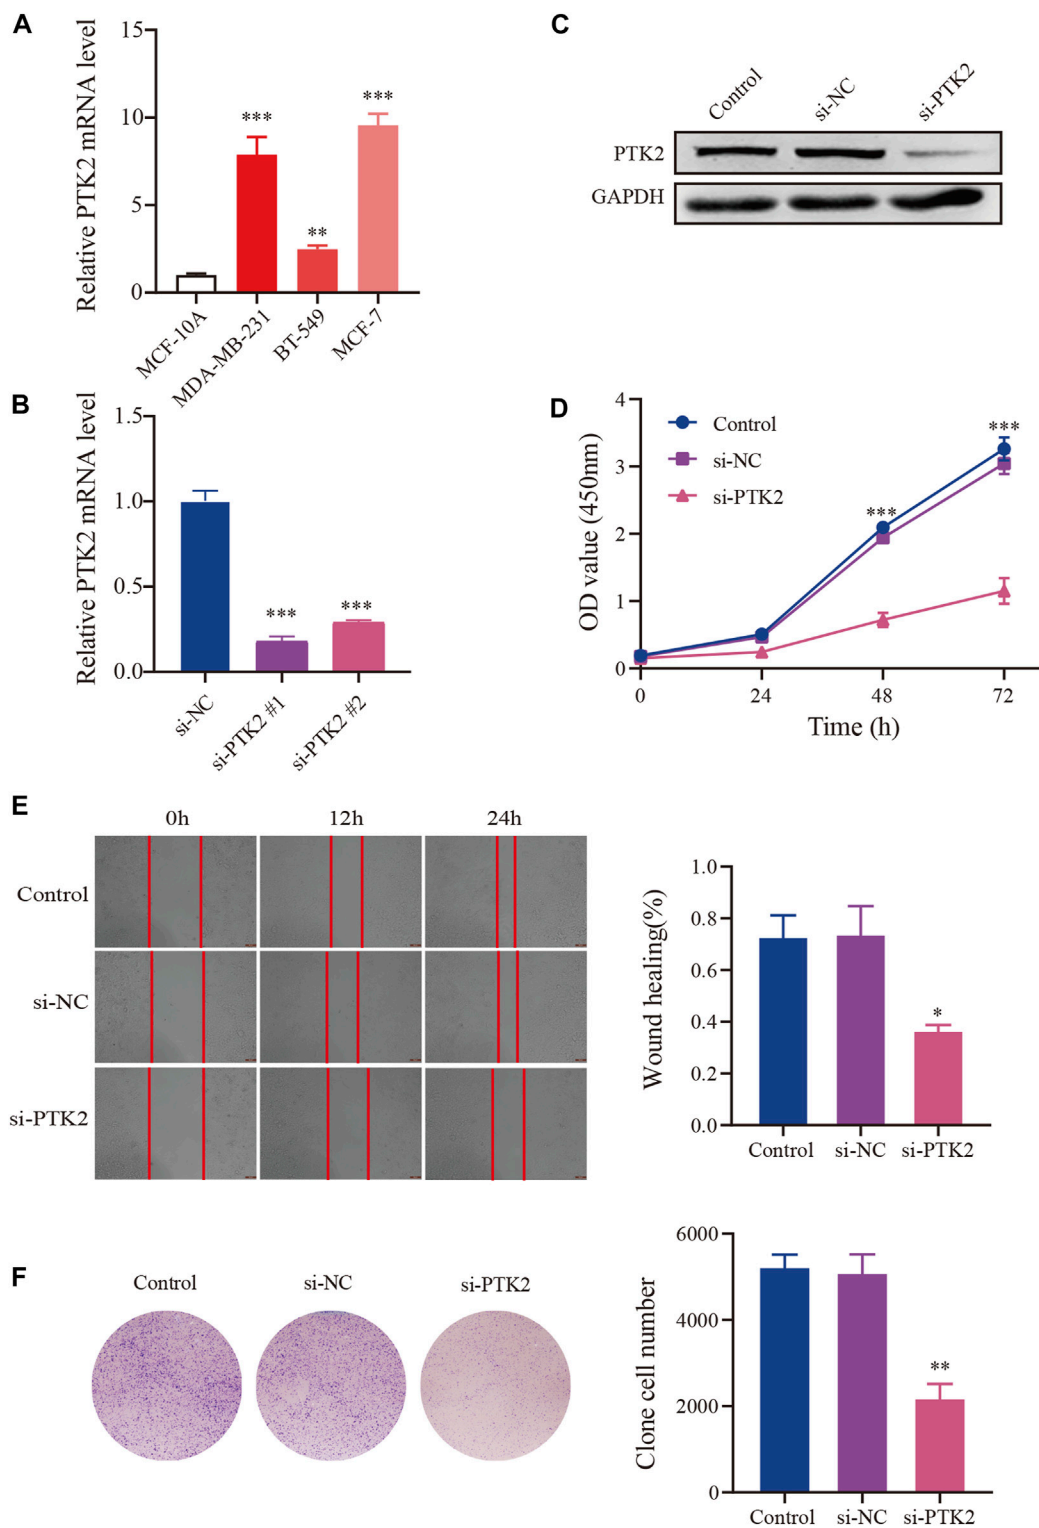 A
Relative PTK2 mRNA level
15
10
5
0
***
**
***
MCF-10A
MDA-MB-231
BT-549
MCF-7
B
Relative PTK2 mRNA level
1.5
1.0
0.5
0.0
***
***
si-NC
si-PTK2 #1
si-PTK2 #2
C
Control
si-NC
si-PTK2
PTK2
GAPDH
D
OD value (450nm)
4
3
2
1
0
Control
si-NC
si-PTK2
***
***
0
24
48
72
Time (h)
E
0h
12h
24h
Control
si-NC
si-PTK2
Wound healing(%)
1.0
0.8
0.6
0.4
0.2
0.0
*
Control
si-NC
si-PTK2
F
Control
si-NC
si-PTK2
Clone cell number
6000
4000
2000
0
**
Control
si-NC
si-PTK2